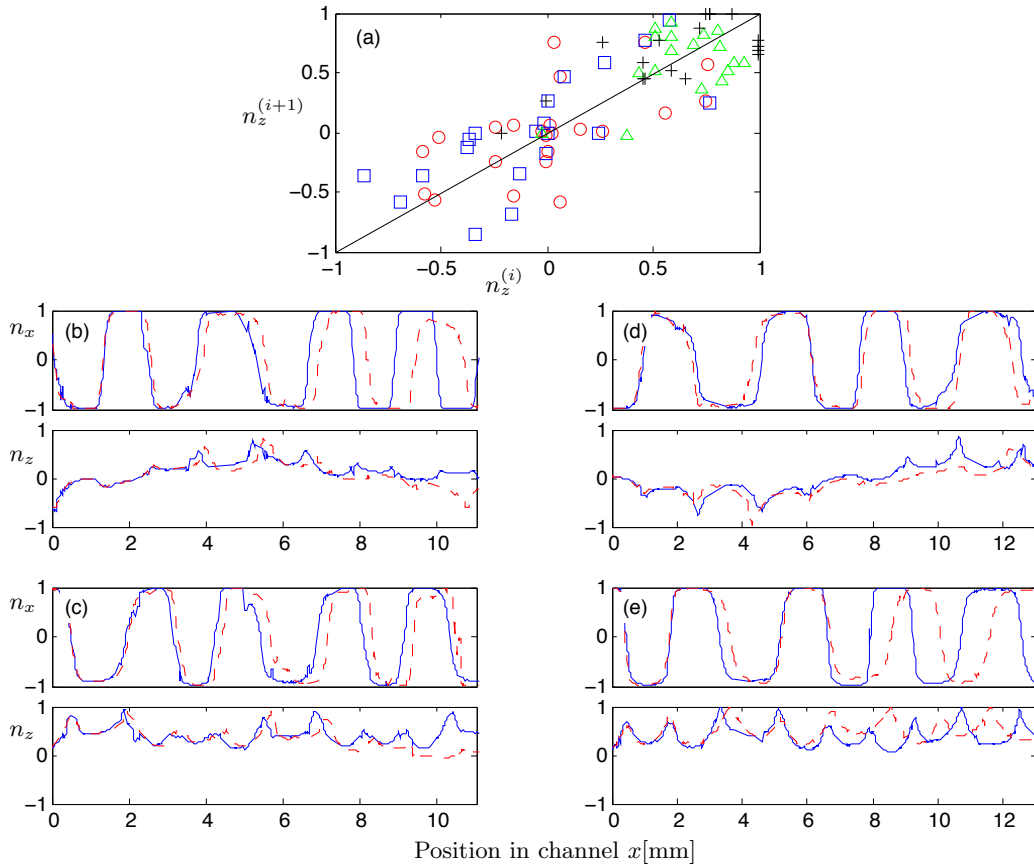 (a)
1
0.5
0
−0.5
−1
n_z^{(i+1)}
−1 −0.5 0 0.5 1
n_z^{(i)}
(b)
n_x
1
0
−1
n_z
1
0
−1
0 2 4 6 8 10
(d)
1
0
−1
1
0
−1
0 2 4 6 8 10 12
(c)
n_x
1
0
−1
n_z
1
0
−1
0 2 4 6 8 10
(e)
1
0
−1
1
0
−1
0 2 4 6 8 10 12
Position in channel x[mm]